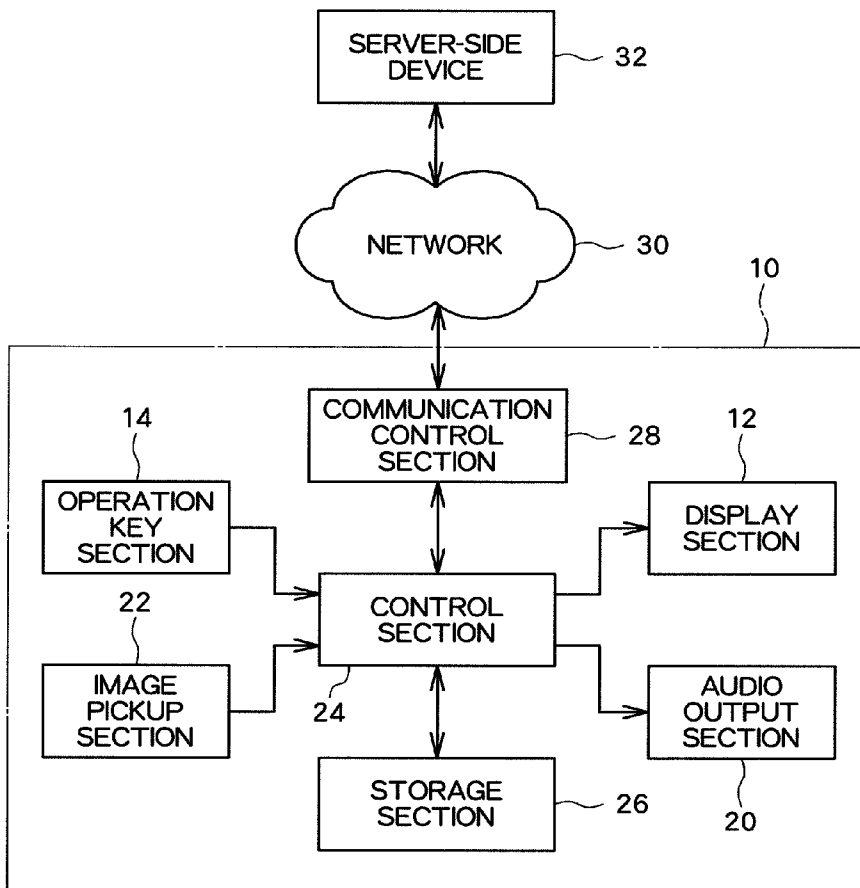 SERVER-SIDE
DEVICE
32
NETWORK
30
10
COMMUNICATION
CONTROL
SECTION
28
14
OPERATION
KEY
SECTION
12
DISPLAY
SECTION
22
IMAGE
PICKUP
SECTION
CONTROL
SECTION
24
AUDIO
OUTPUT
SECTION
20
STORAGE
SECTION
26